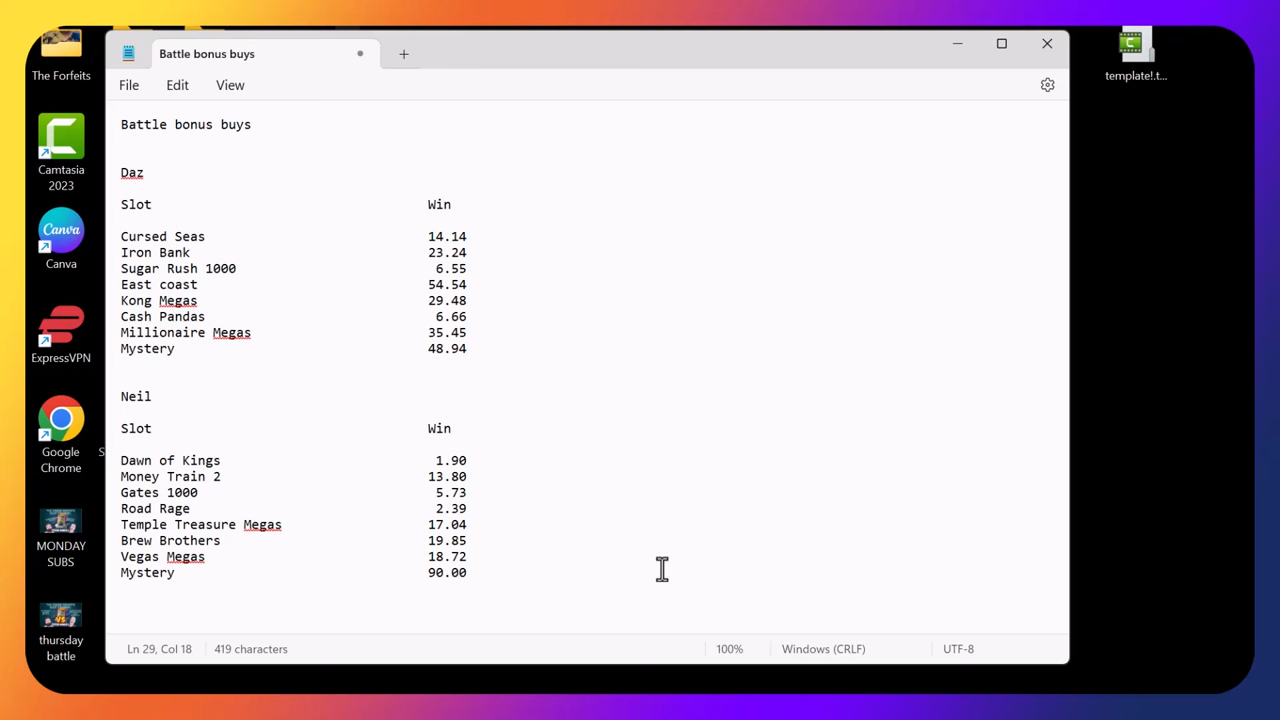 The Forfeits
Camtasia
2023
Canva
Canva
ExpressVPN
Google
Chrome
S
MONDAY
SUBS
VS
thursday
battle
Battle bonus buys
File Edit View
Battle bonus buys
Daz
Slot Win
Cursed Seas 14.14
Iron Bank 23.24
Sugar Rush 1000 6.55
East coast 54.54
Kong Megas 29.48
Cash Pandas 6.66
Millionaire Megas 35.45
Mystery 48.94
Neil
Slot Win
Dawn of Kings 1.90
Money Train 2 13.80
Gates 1000 5.73
Road Rage 2.39
Temple Treasure Megas 17.04
Brew Brothers 19.85
Vegas Megas 18.72
Mystery 90.00
Ln 29, Col 18 419 characters 100% Windows (CRLF) UTF-8
template!.t...